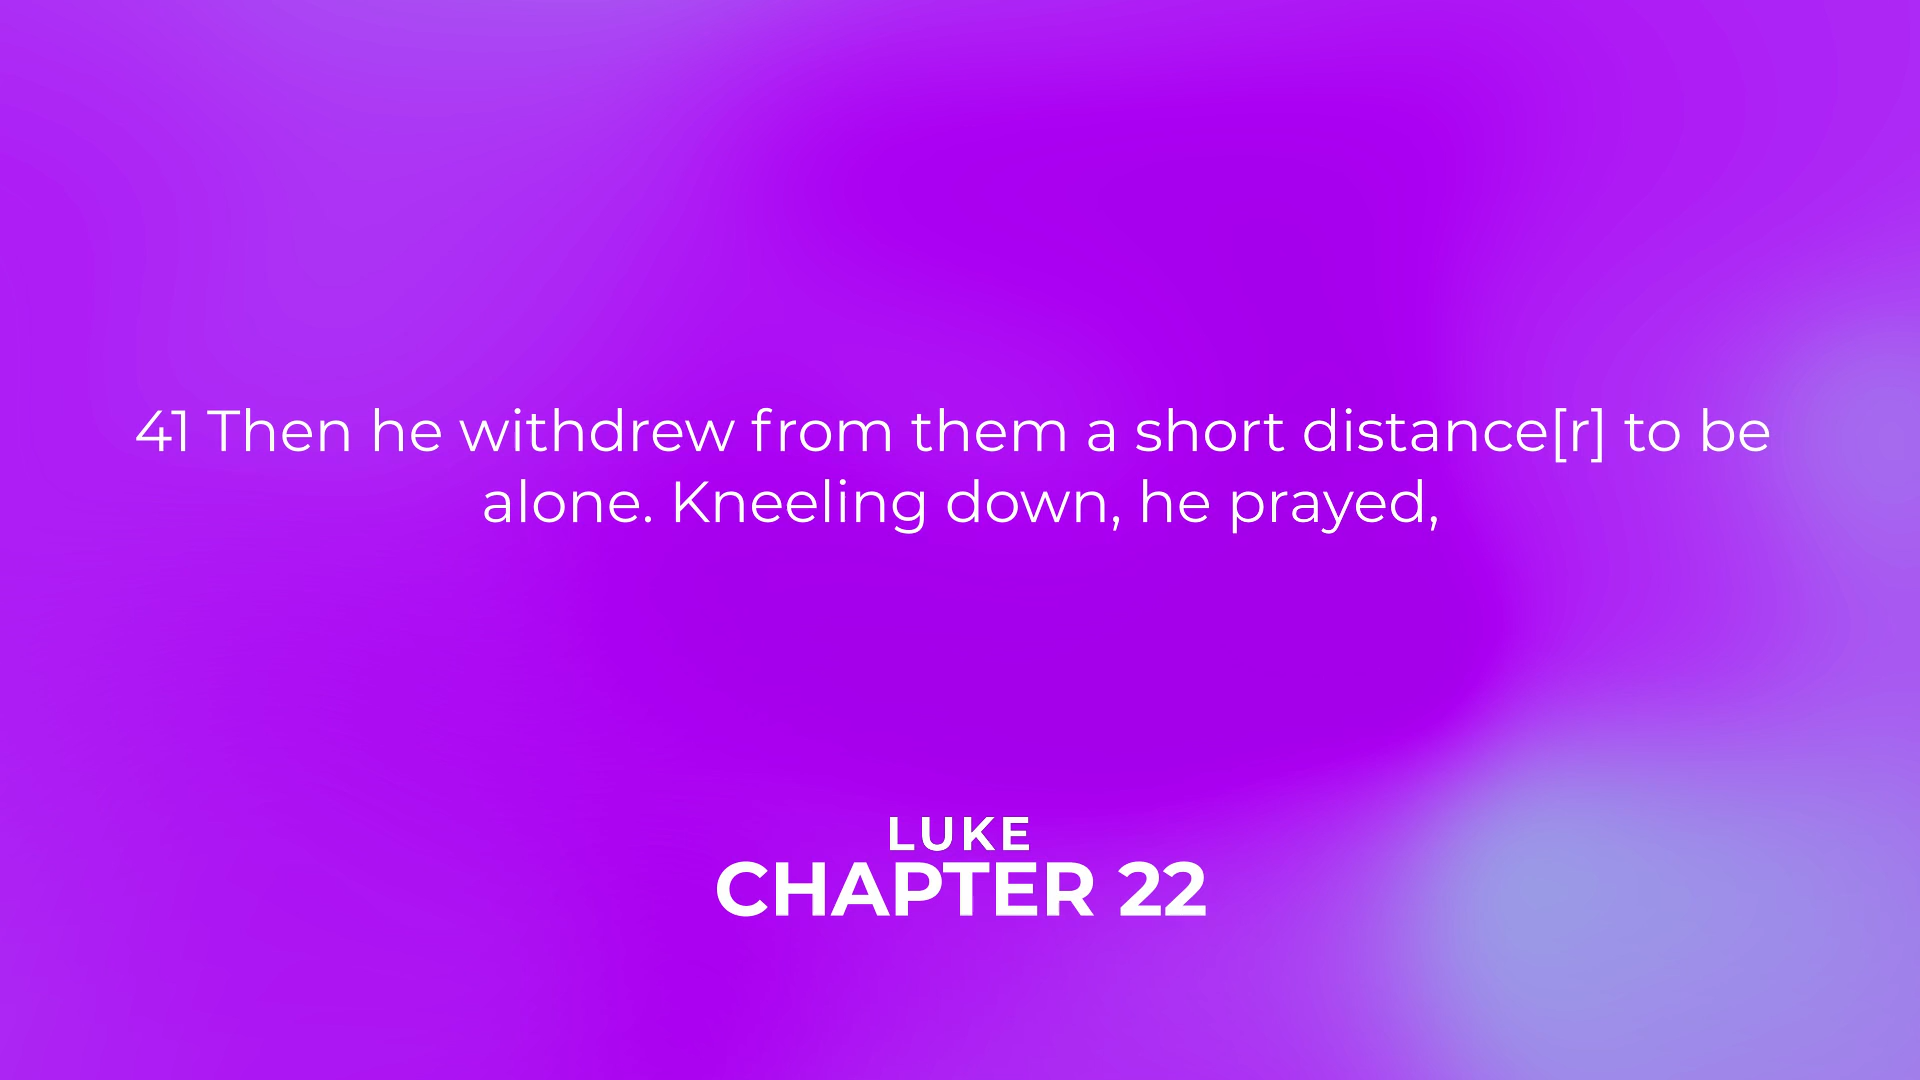 41 Then he withdrew from them a short distance[r] to be
alone. Kneeling down, he prayed,
LUKE
CHAPTER 22